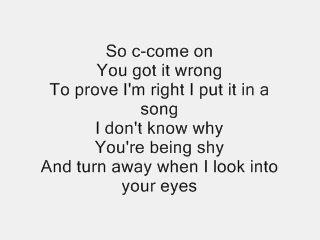 So c-come on
You got it wrong
To prove I'm right I put it in a
song
I don't know why
You're being shy
And turn away when I look into
your eyes